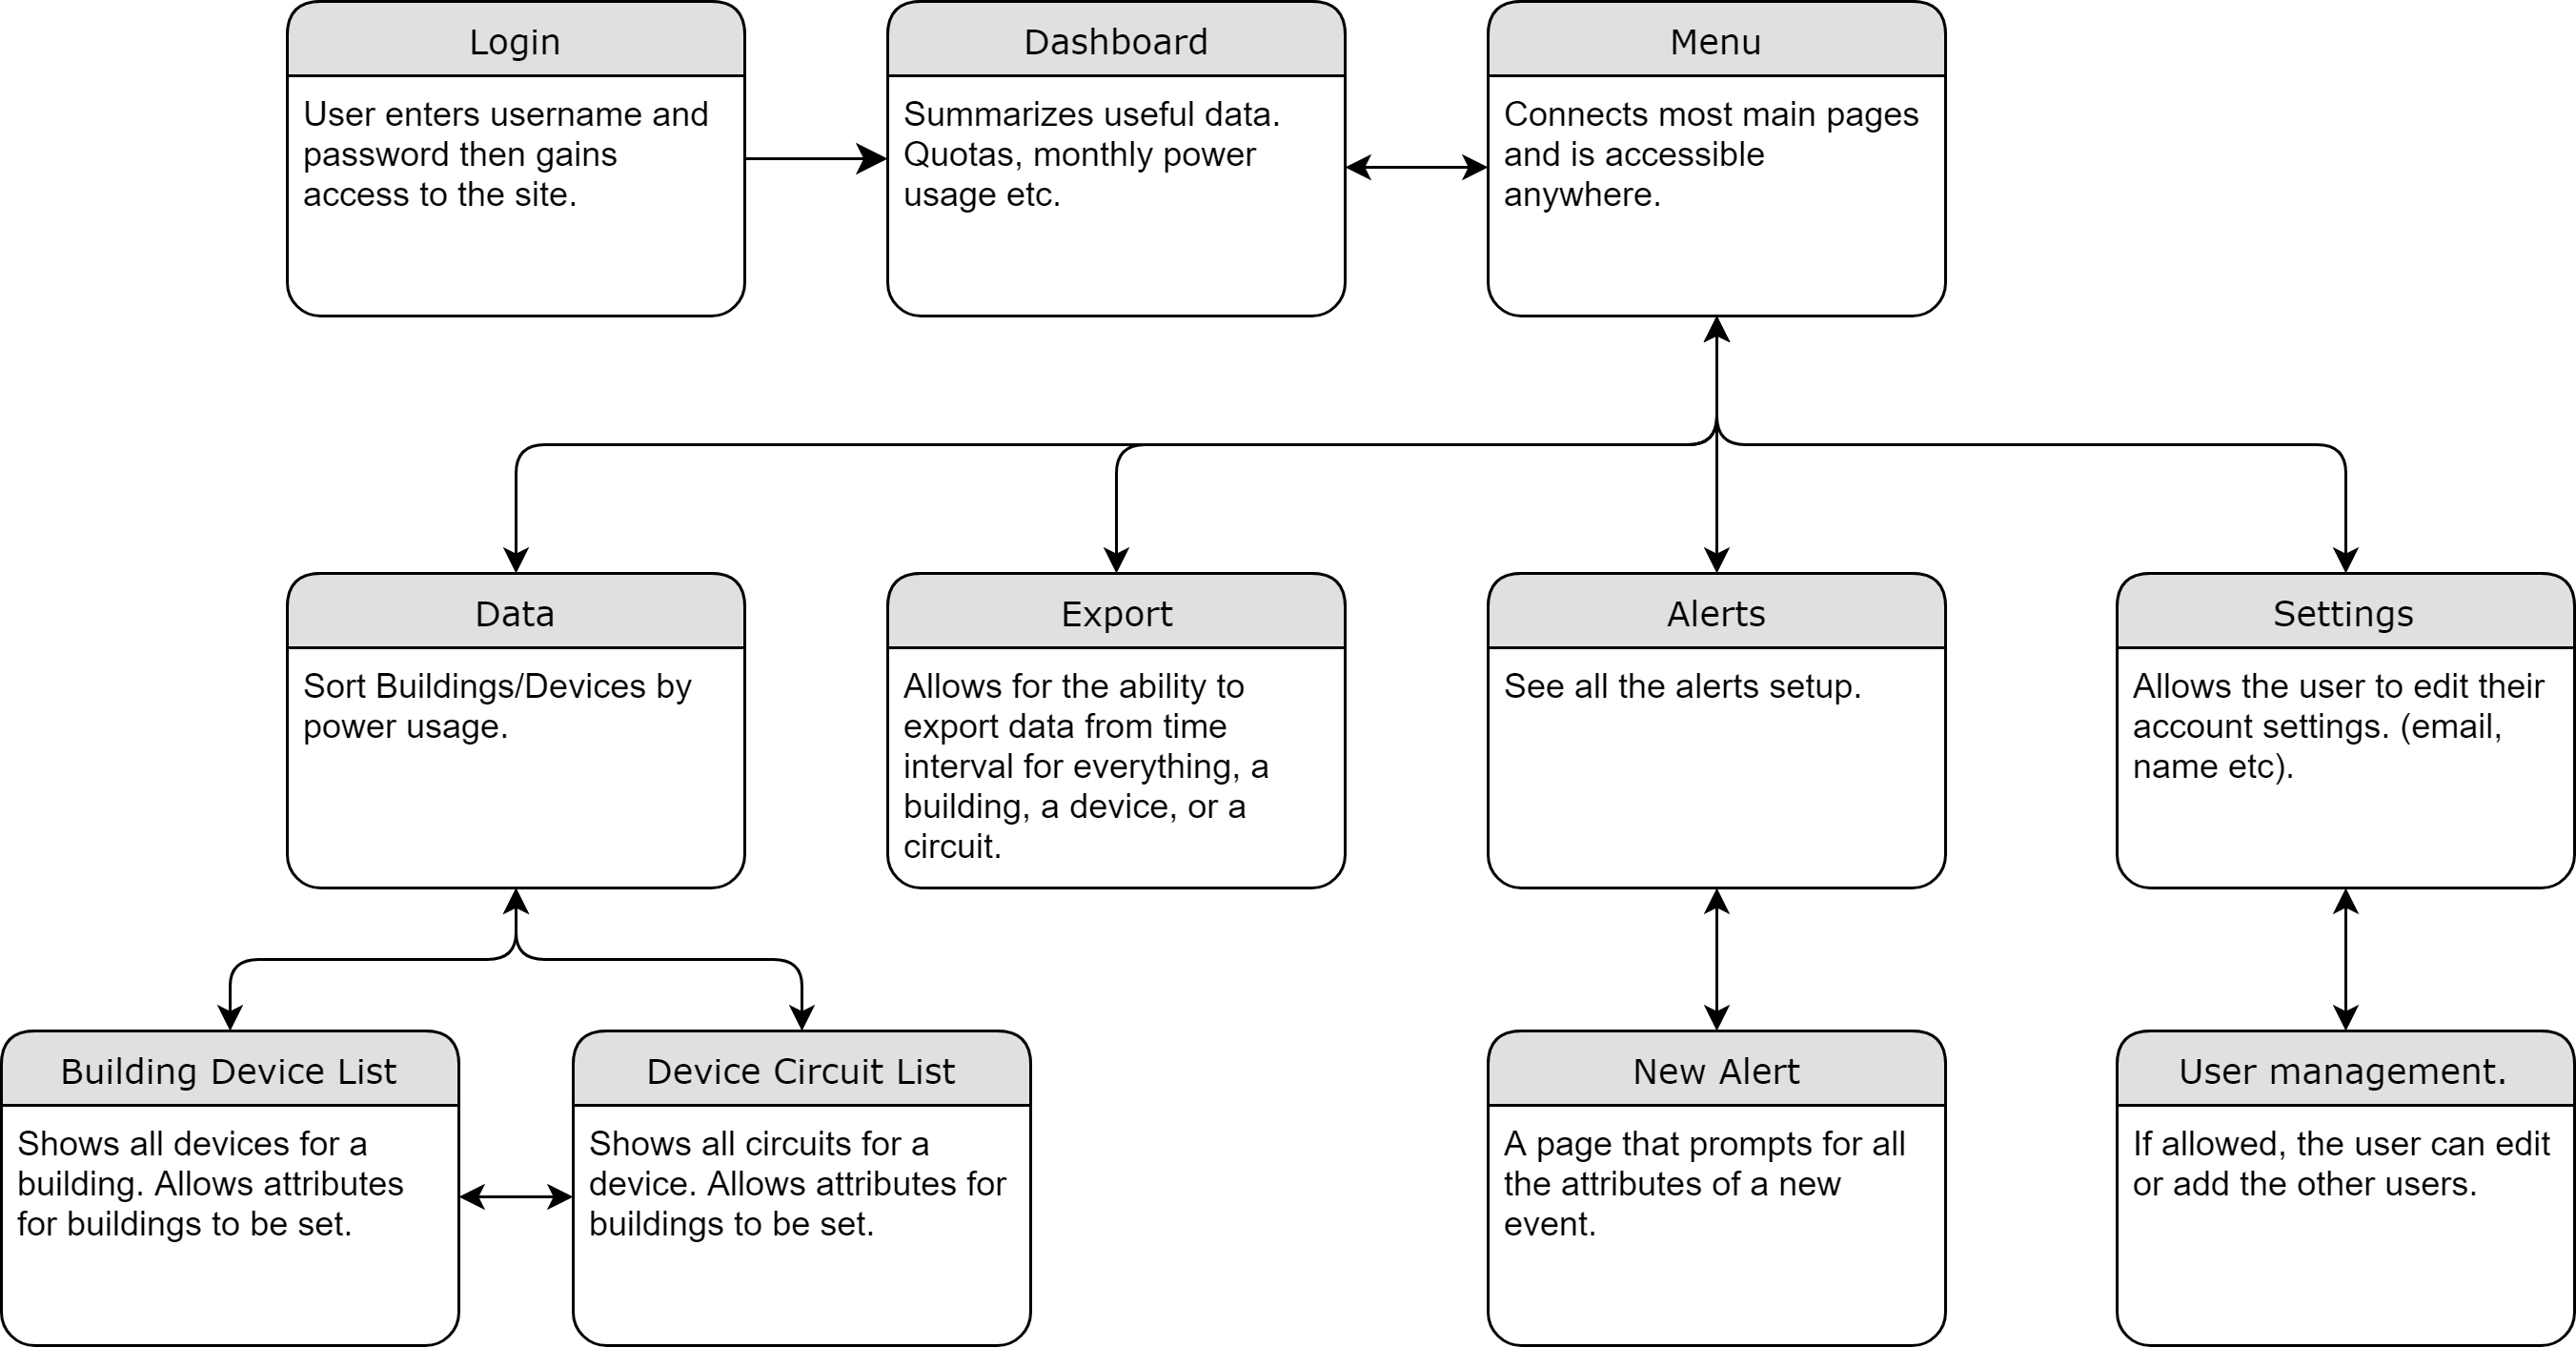 Login
User enters username and
password then gains
access to the site.
Dashboard
Summarizes useful data.
Quotas, monthly power
usage etc.
Menu
Connects most main pages
and is accessible
anywhere.
Data
Sort Buildings/Devices by
power usage.
Export
Allows for the ability to
export data from time
interval for everything, a
building, a device, or a
circuit.
Alerts
See all the alerts setup.
Settings
Allows the user to edit their
account settings. (email,
name etc).
Building Device List
Shows all devices for a
building. Allows attributes
for buildings to be set.
Device Circuit List
Shows all circuits for a
device. Allows attributes for
buildings to be set.
New Alert
A page that prompts for all
the attributes of a new
event.
User management.
If allowed, the user can edit
or add the other users.